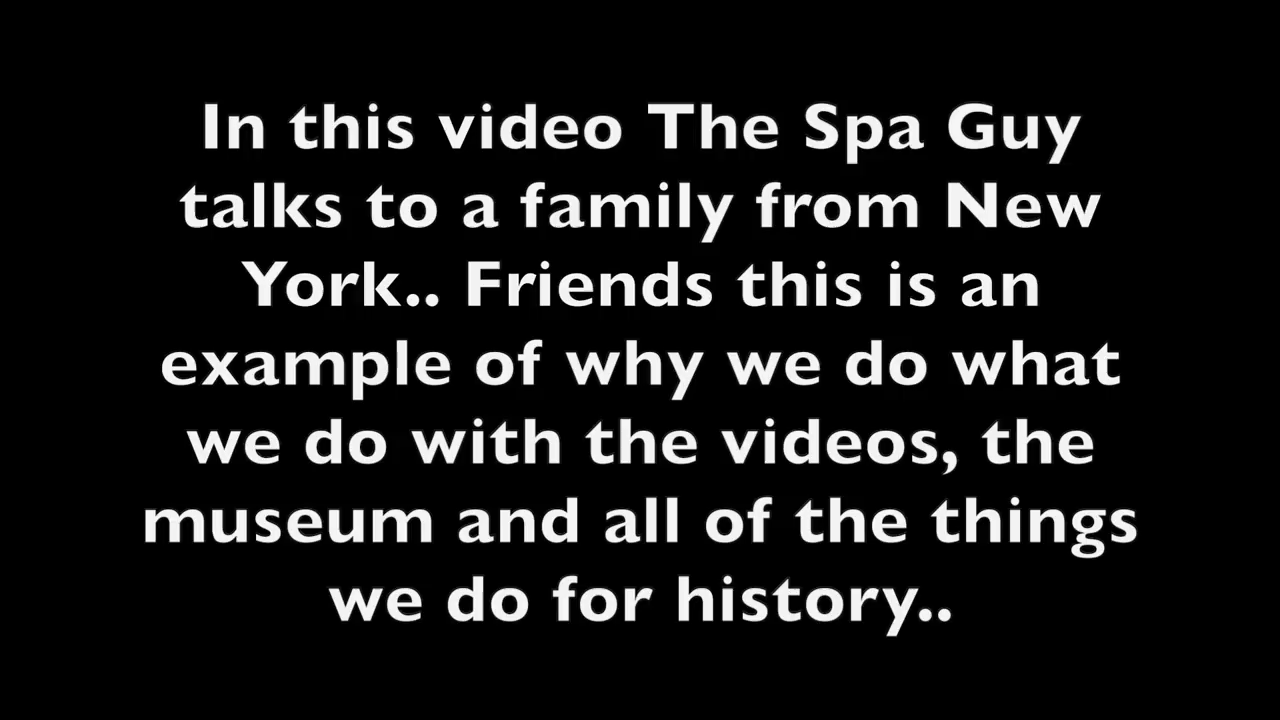 In this video The Spa Guy
talks to a family from New
York.. Friends this is an
example of why we do what
we do with the videos, the
museum and all of the things
we do for history..